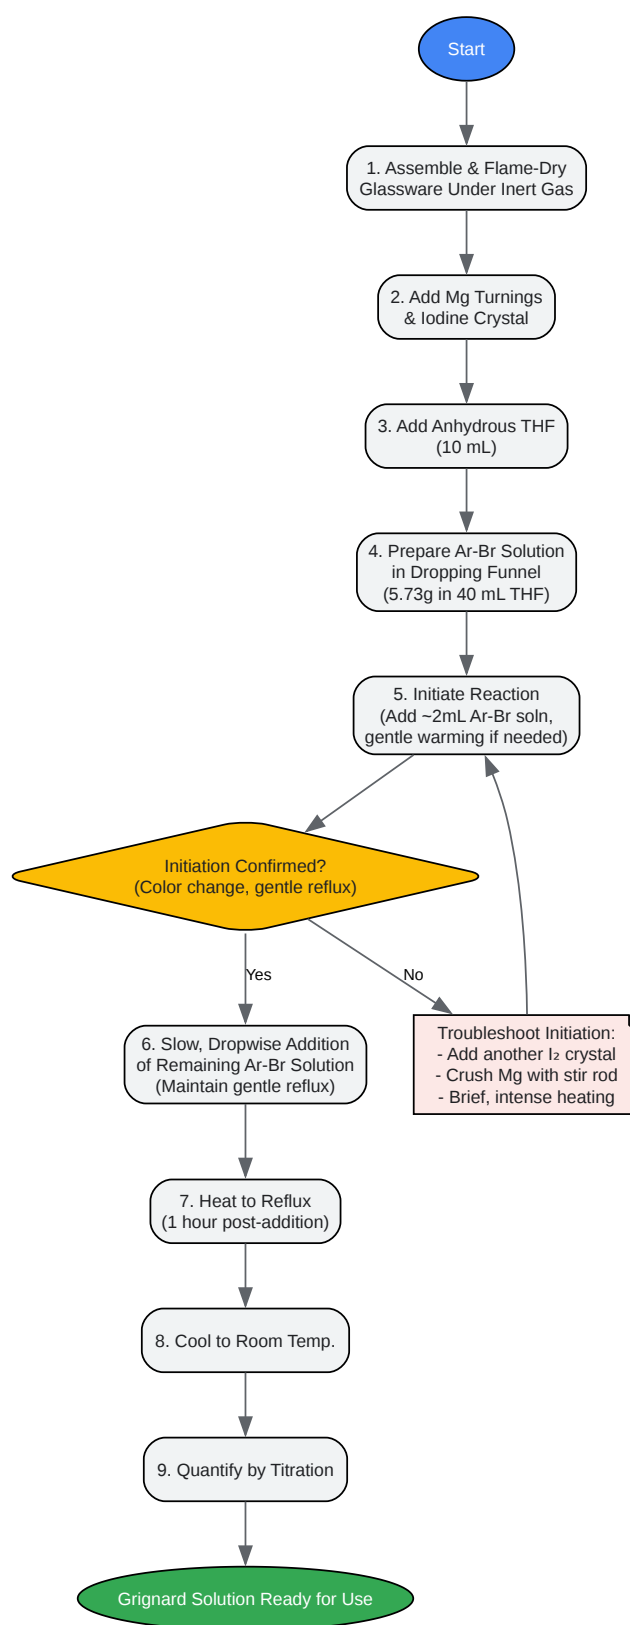 Start
1. Assemble & Flame-Dry
Glassware Under Inert Gas
2. Add Mg Turnings
& Iodine Crystal
3. Add Anhydrous THF
(10 mL)
4. Prepare Ar-Br Solution
in Dropping Funnel
(5.73g in 40 mL THF)
5. Initiate Reaction
(Add ~2mL Ar-Br soln,
gentle warming if needed)
Initiation Confirmed?
(Color change, gentle reflux)
Yes
No
6. Slow, Dropwise Addition
of Remaining Ar-Br Solution
(Maintain gentle reflux)
Troubleshoot Initiation:
- Add another I₂ crystal
- Crush Mg with stir rod
- Brief, intense heating
7. Heat to Reflux
(1 hour post-addition)
8. Cool to Room Temp.
9. Quantify by Titration
Grignard Solution Ready for Use